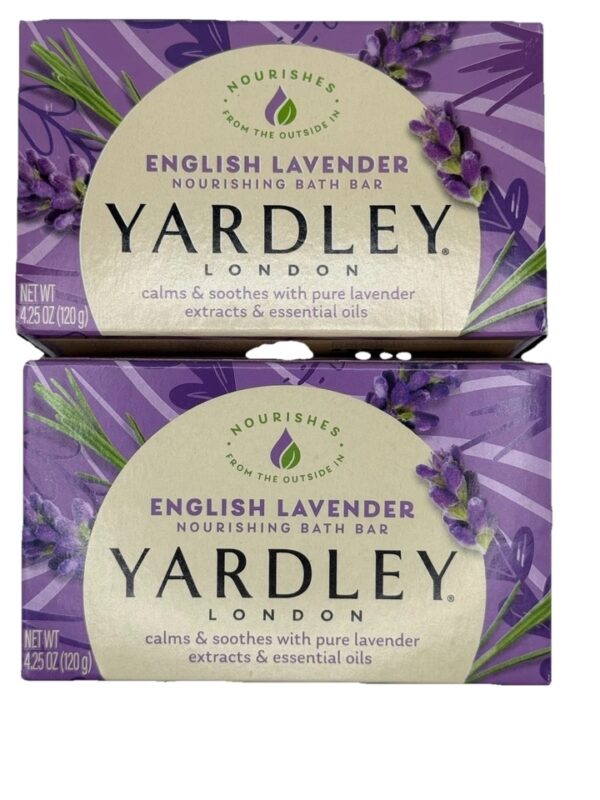 NOURISHES
FROM THE OUTSIDE IN
ENGLISH LAVENDER
NOURISHING BATH BAR
YARDLEY®
LONDON
calms & soothes with pure lavender
extracts & essential oils
NET WT
4.25 OZ (120 g)
NOURISHES
FROM THE OUTSIDE IN
ENGLISH LAVENDER
NOURISHING BATH BAR
YARDLEY®
LONDON
calms & soothes with pure lavender
extracts & essential oils
NET WT
4.25 OZ (120 g)